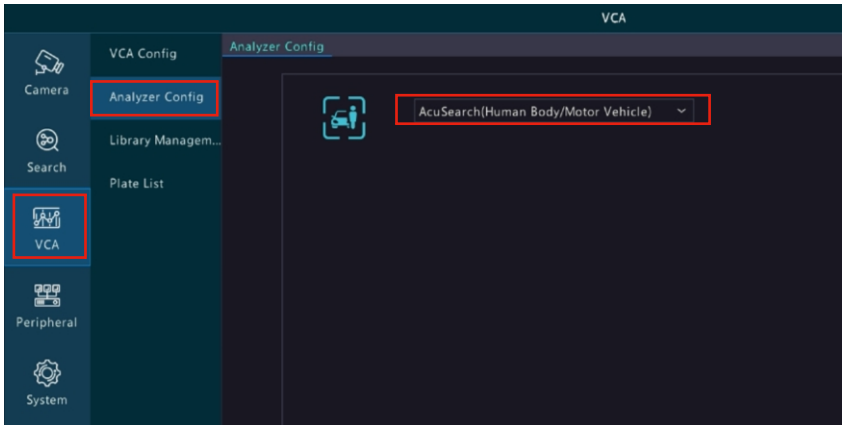 VCA
Camera
Search
VCA
Peripheral
System
VCA Config
Analyzer Config
Library Managem...
Plate List
Analyzer Config
AcuSearch(Human Body/Motor Vehicle)